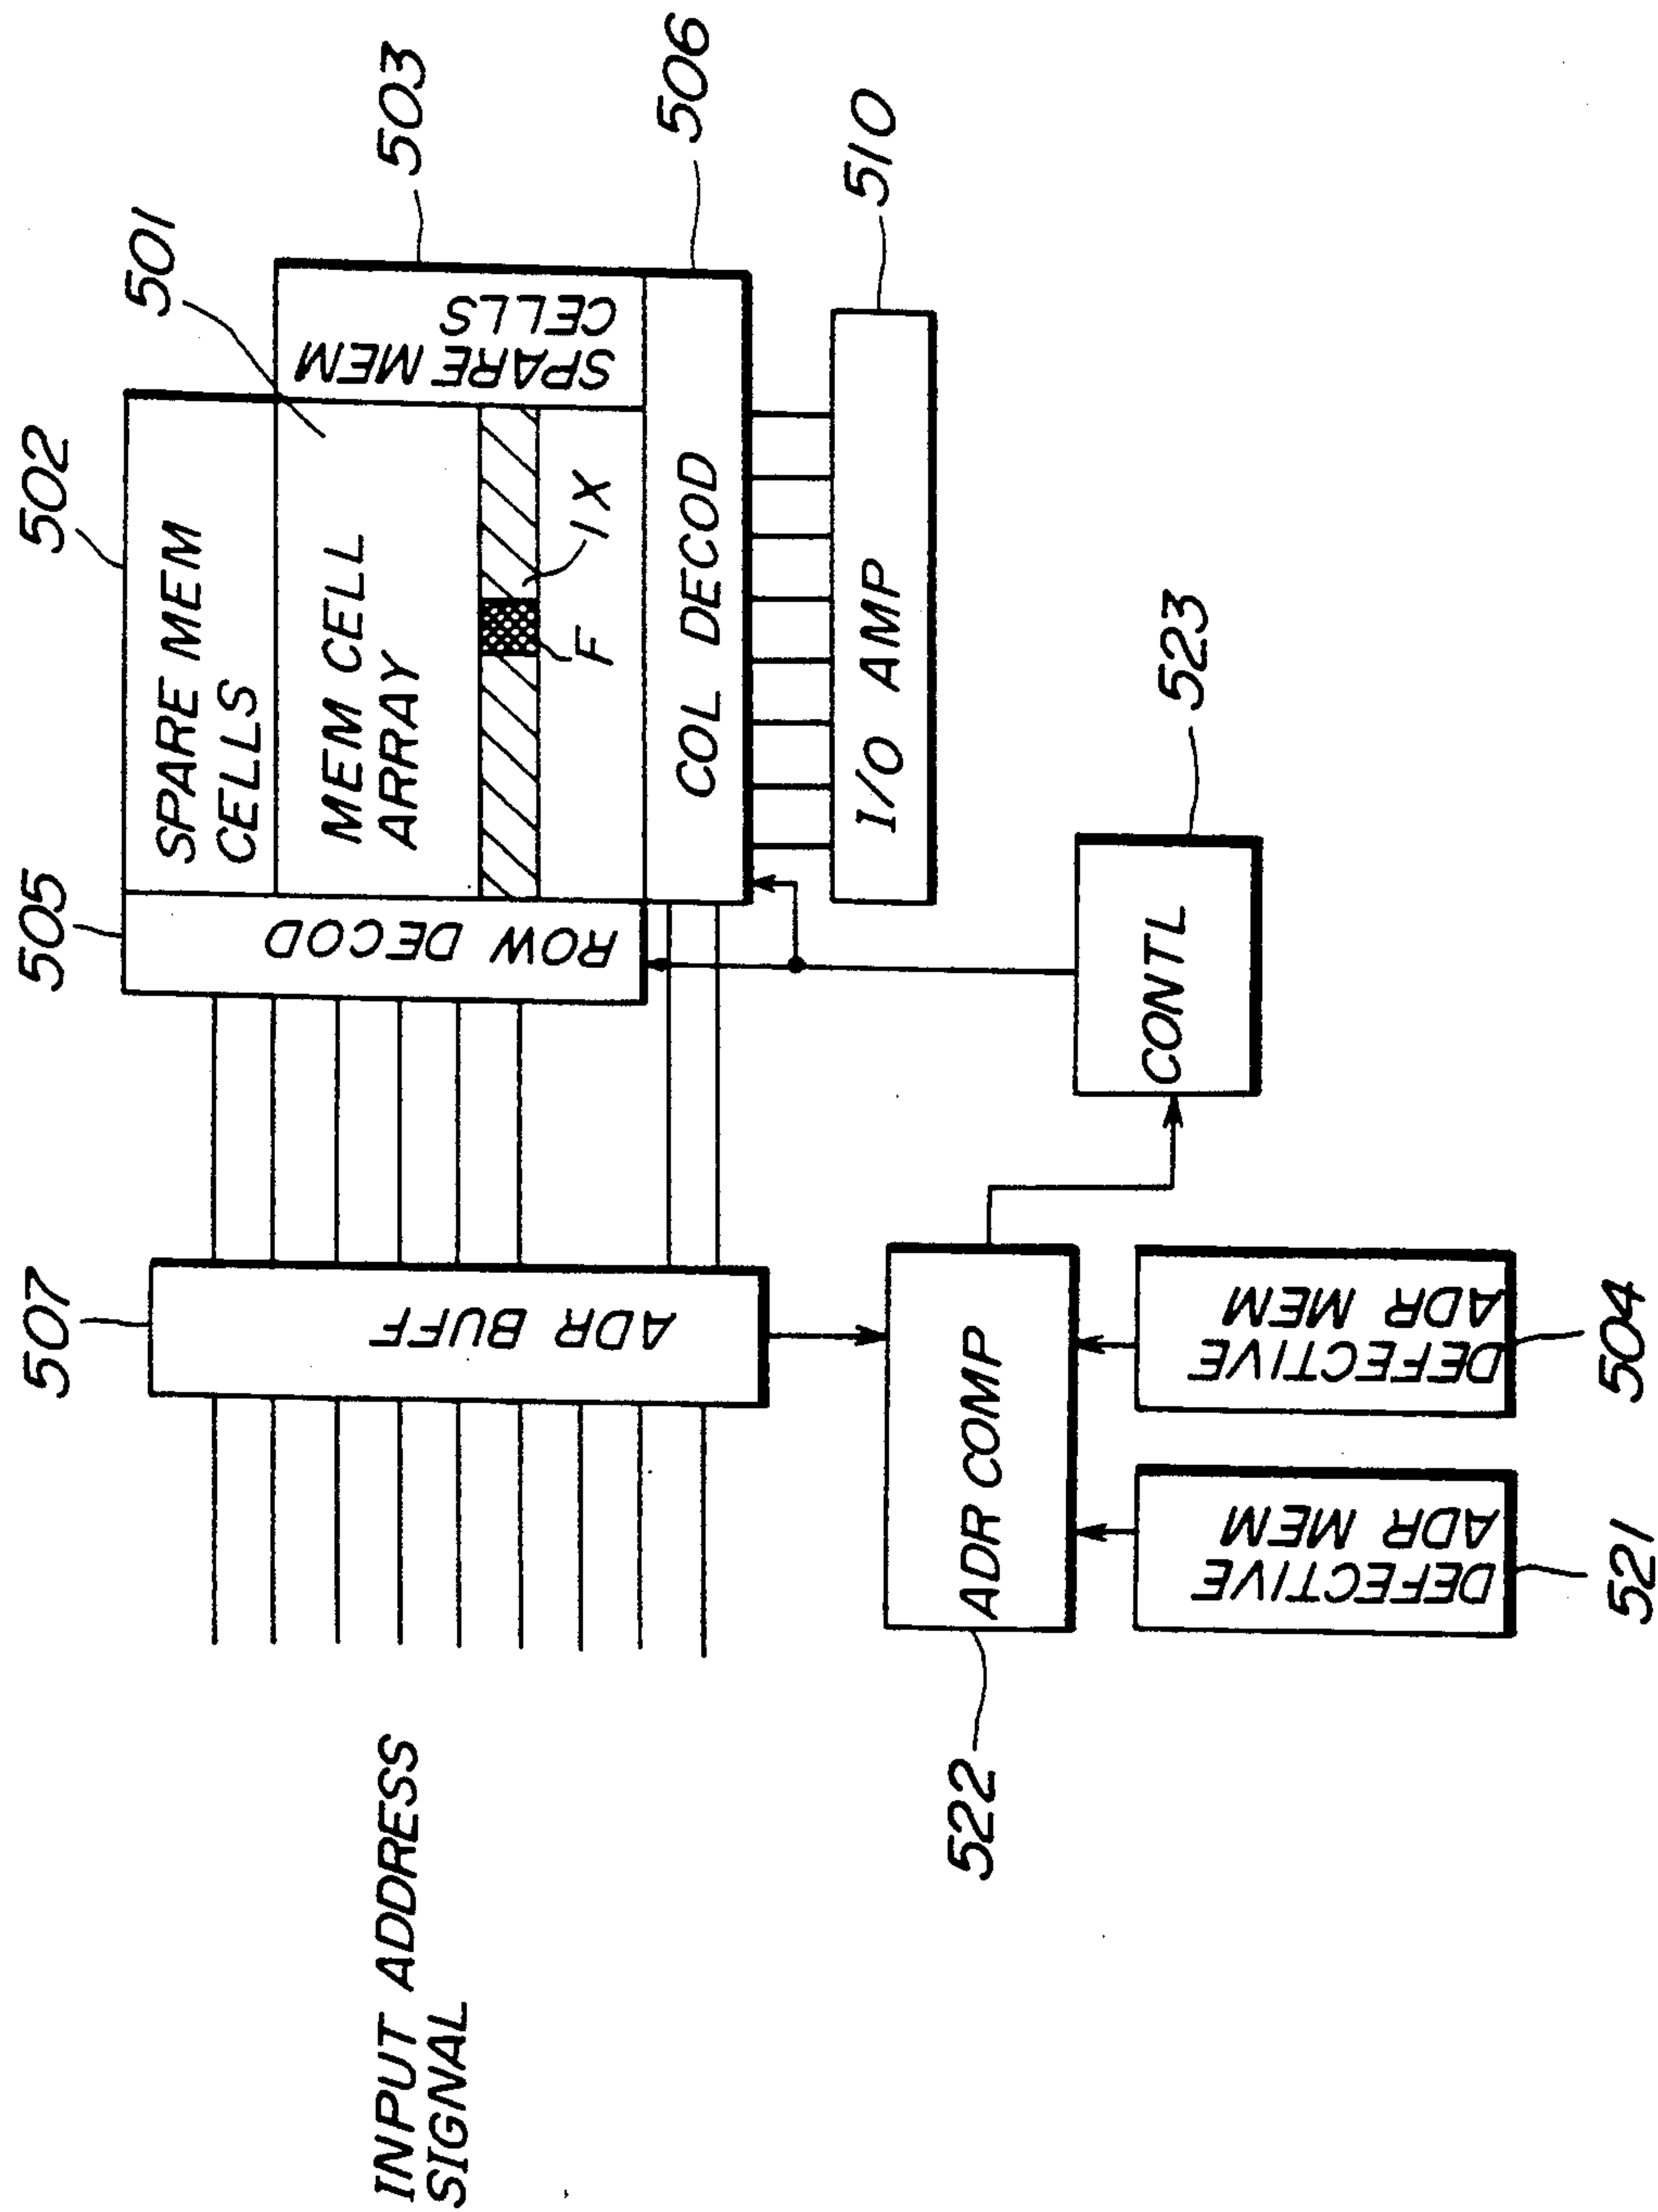 502
501
503
505
506
507
SPARE MEM
CELLS
MEM CELL
ARRAY
SPARE MEM
CELLS
ROW DECOD
F
1X
COL DECOD
510
I/O AMP
INPUT ADDRESS
SIGNAL
ADR BUFF
522
ADR COMP
CONTL
523
DEFECTIVE
ADR MEM
521
DEFECTIVE
ADR MEM
504